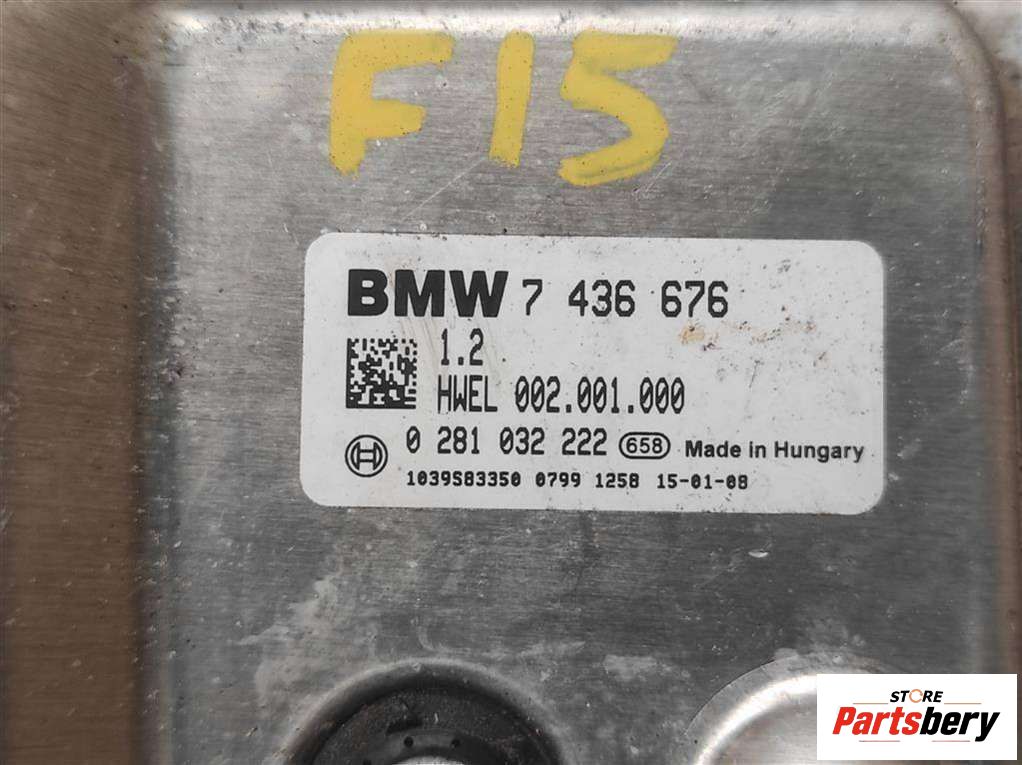 F15
BMW 7 436 676
1.2
HWEL 002.001.000
0 281 032 222 658 Made in Hungary
1039S83350 0799 1258 15-01-08
STORE
Partsbery